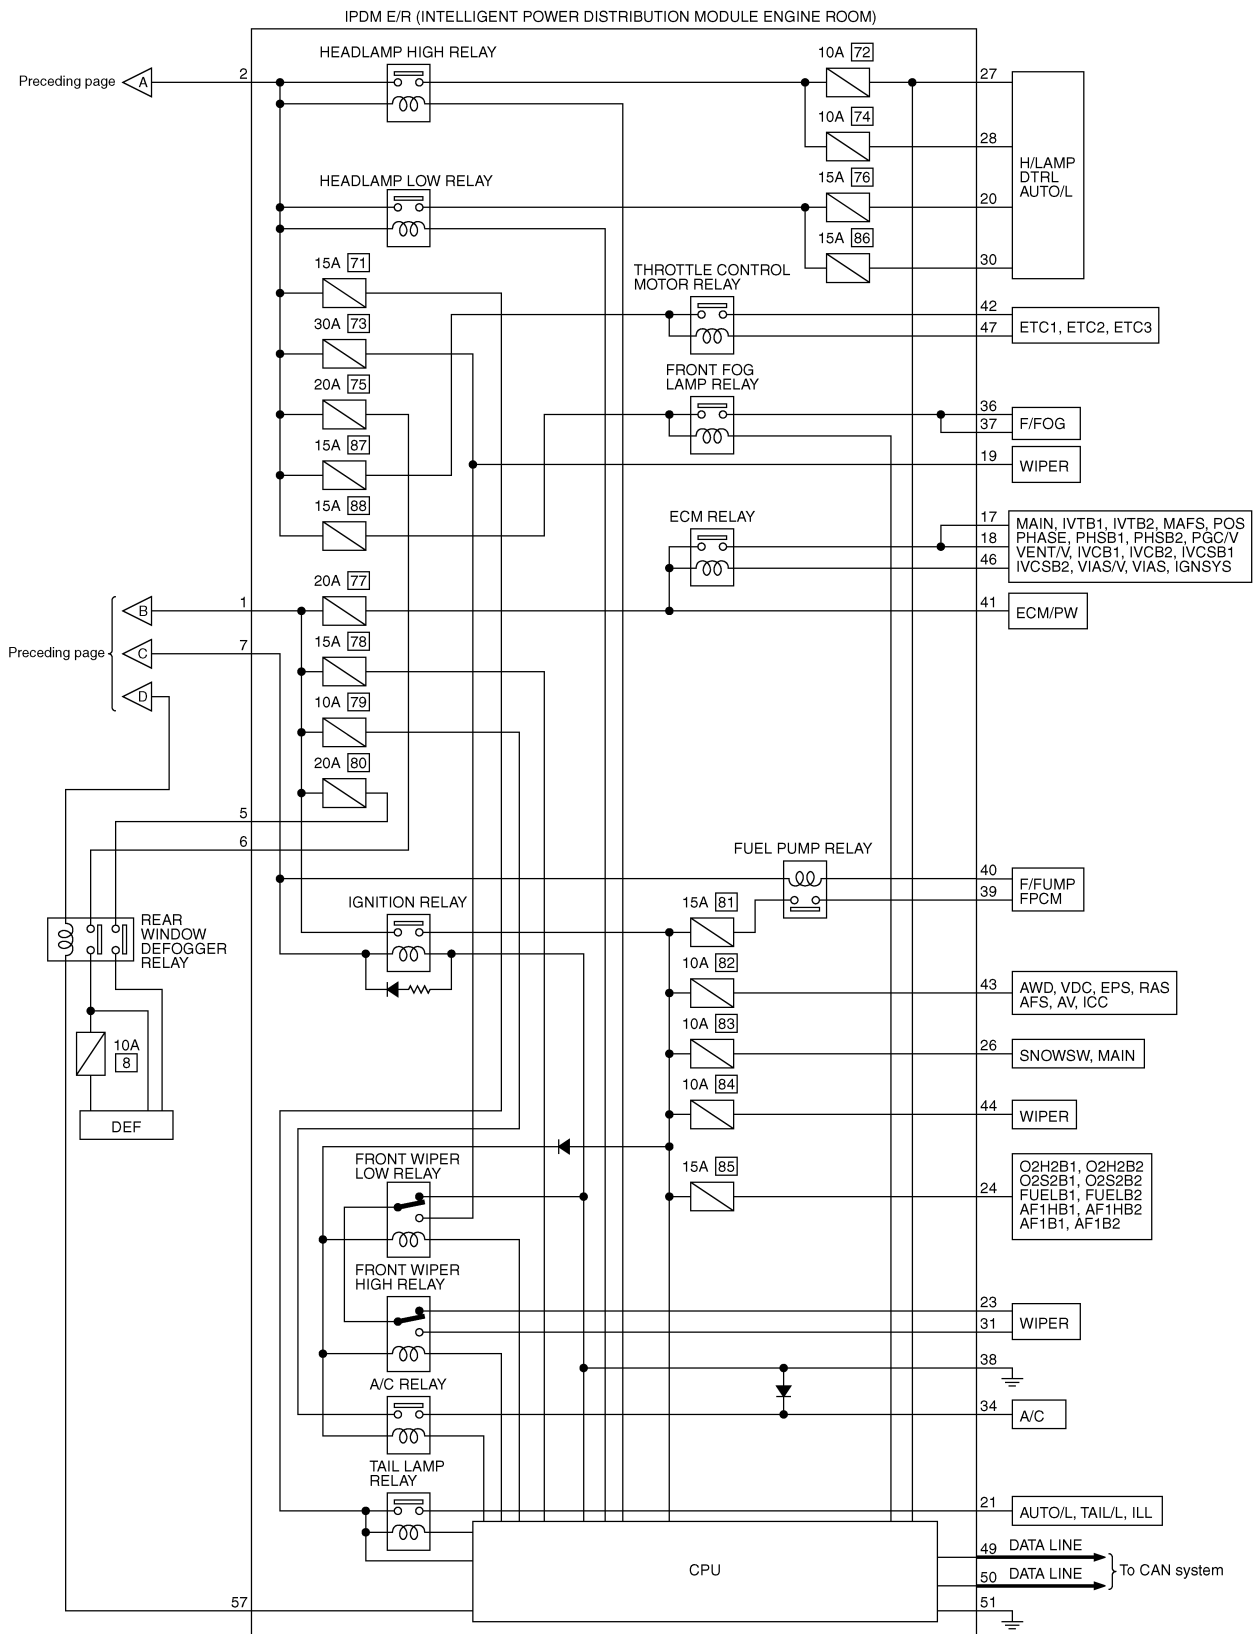 IPDM E/R (INTELLIGENT POWER DISTRIBUTION MODULE ENGINE ROOM)
HEADLAMP HIGH RELAY
10A 72
Preceding page
A
2
27
10A 74
28
H/LAMP
DTRL
AUTO/L
HEADLAMP LOW RELAY
15A 76
20
15A 86
30
15A 71
THROTTLE CONTROL
MOTOR RELAY
42
47
ETC1, ETC2, ETC3
30A 73
FRONT FOG
LAMP RELAY
20A 75
36
37
F/FOG
15A 87
19
WIPER
15A 88
ECM RELAY
17
18
46
MAIN, IVTB1, IVTB2, MAFS, POS
PHASE, PHSB1, PHSB2, PGC/V
VENT/V, IVCB1, IVCB2, IVCSB1
IVCSB2, VIAS/V, VIAS, IGNSYS
20A 77
Preceding page
B
1
41
ECM/PW
15A 78
C
7
D
10A 79
20A 80
5
6
FUEL PUMP RELAY
40
39
F/FUMP
FPCM
IGNITION RELAY
15A 81
REAR
WINDOW
DEFOGGER
RELAY
10A 82
43
AWD, VDC, EPS, RAS
AFS, AV, ICC
10A
8
10A 83
26
SNOWSW, MAIN
10A 84
44
WIPER
DEF
FRONT WIPER
LOW RELAY
15A 85
24
O2H2B1, O2H2B2
O2S2B1, O2S2B2
FUELB1, FUELB2
AF1HB1, AF1HB2
AF1B1, AF1B2
FRONT WIPER
HIGH RELAY
23
31
WIPER
38
A/C RELAY
34
A/C
TAIL LAMP
RELAY
21
AUTO/L, TAIL/L, ILL
CPU
49
DATA LINE
50
DATA LINE
To CAN system
57
51